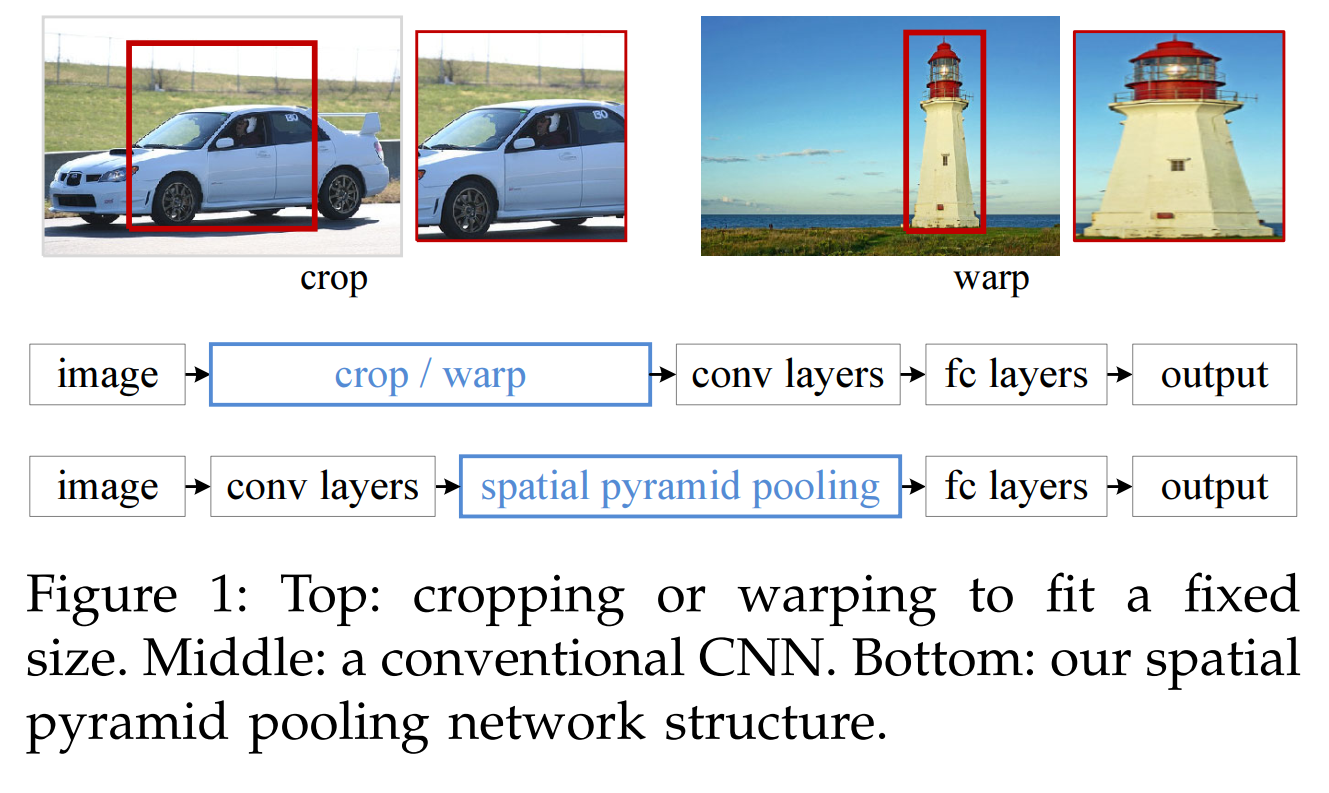 130
crop
warp
image
crop / warp
conv layers
fc layers
output
image
conv layers
spatial pyramid pooling
fc layers
output
Figure 1: Top: cropping or warping to fit a fixed
size. Middle: a conventional CNN. Bottom: our spatial
pyramid pooling network structure.